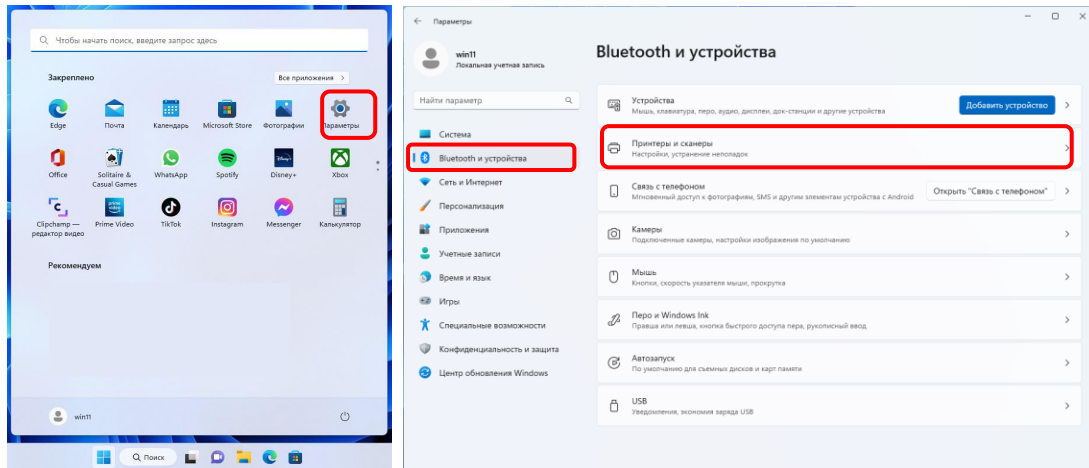 Чтобы начать поиск, введите запрос здесь
Закреплено
Все приложения
Edge
Почта
Календарь
Microsoft Store
Фотографии
Параметры
Office
Solitaire &
Casual Games
WhatsApp
Spotify
Disney+
Xbox
Clipchamp —
редактор видео
Prime Video
TikTok
Instagram
Messenger
Калькулятор
Рекомендуем
win11
Поиск
Параметры
win11
Локальная учетная запись
Найти параметр
Система
Bluetooth и устройства
Сеть и Интернет
Персонализация
Приложения
Учетные записи
Время и язык
Игры
Специальные возможности
Конфиденциальность и защита
Центр обновления Windows
Bluetooth и устройства
Устройства
Мышь, клавиатура, перо, аудио, дисплеи, док-станции и другие устройства
Добавить устройство
Принтеры и сканеры
Настройки, устранение неполадок
Связь с телефоном
Мгновенный доступ к фотографиям, SMS и другим элементам устройства с Android
Открыть "Связь с телефоном"
Камеры
Подключенные камеры, настройки изображения по умолчанию
Мышь
Кнопки, скорость указателя мыши, прокрутка
Перо и Windows Ink
Правша или левша, кнопка быстрого доступа пера, рукописный ввод
Автозапуск
По умолчанию для съемных дисков и карт памяти
USB
Уведомления, экономия заряда USB